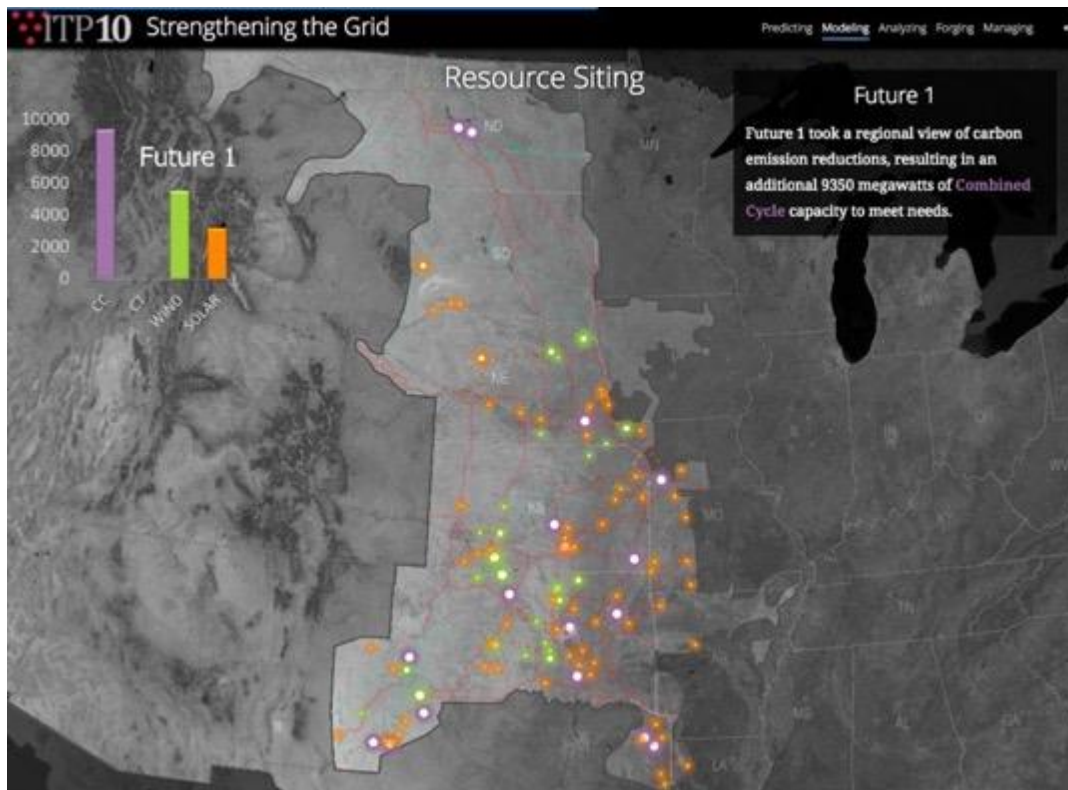 ITP10 Strengthening the Grid
Predicting Modeling Analyzing Forging Managing
Resource Siting
Future 1
Future 1 took a regional view of carbon
emission reductions, resulting in an
additional 9350 megawatts of Combined
Cycle capacity to meet needs.
Future 1
10000
8000
6000
4000
2000
0
CC
CT
WIND
SOLAR
ND
SD
NE
KS
MO
TN
LA